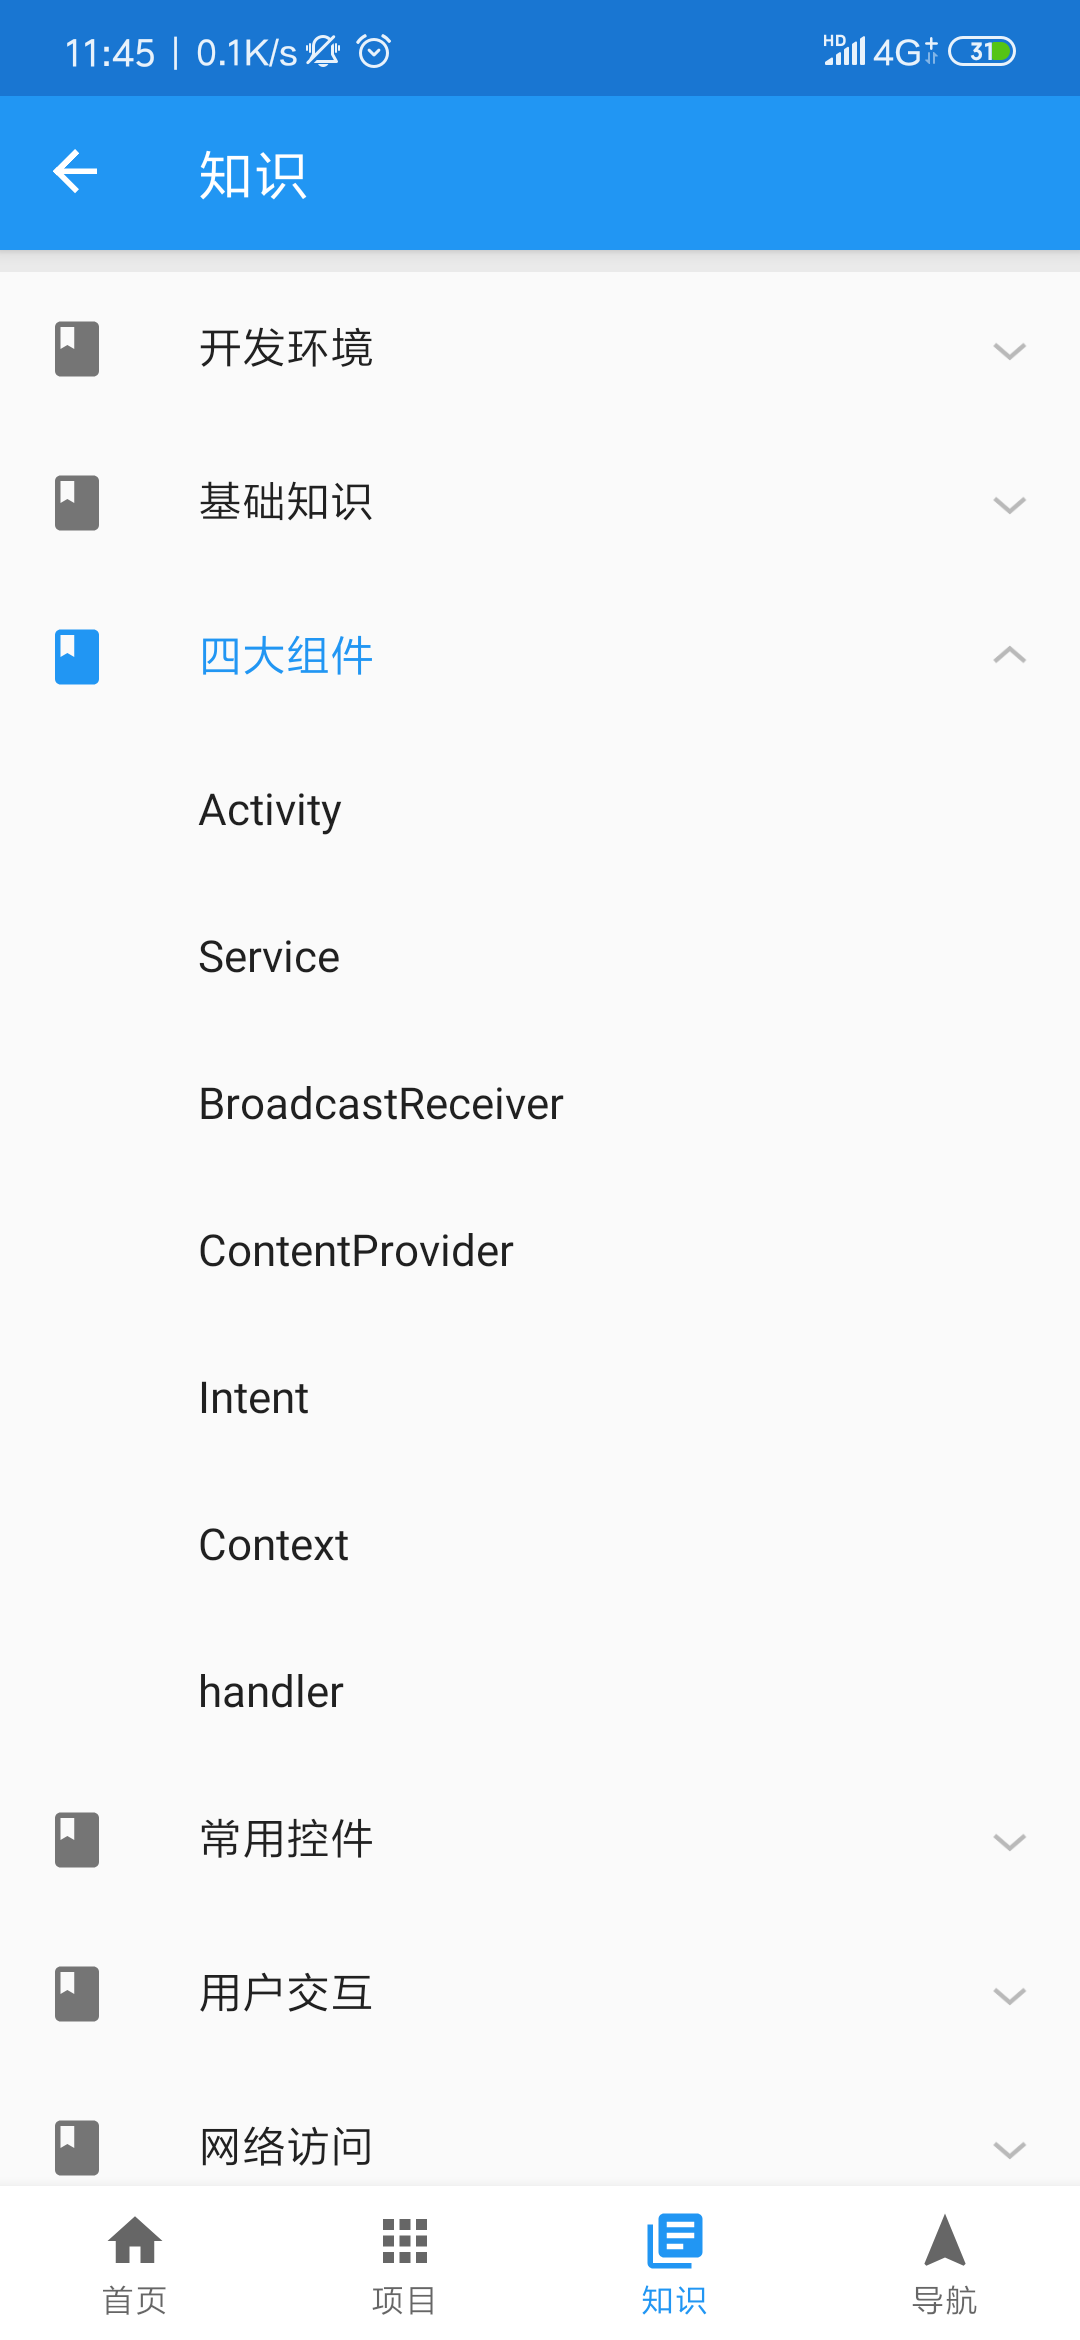 11:45 | 0.1K/s HD 4G+ 31
知识
开发环境
基础知识
四大组件
Activity
Service
BroadcastReceiver
ContentProvider
Intent
Context
handler
常用控件
用户交互
网络访问
首页 项目 知识 导航